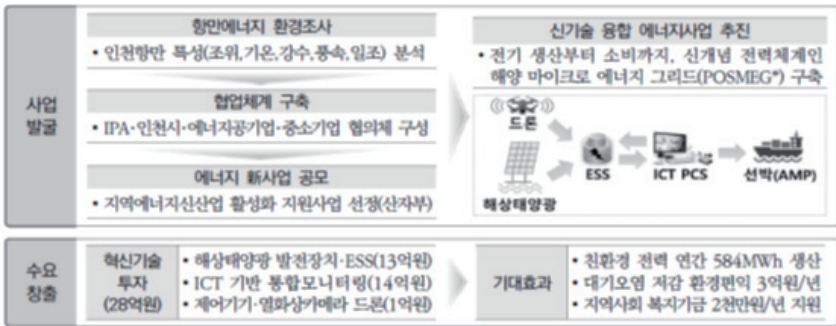 사업
발굴
항만에너지 환경조사
• 인천항만 특성(조위,기온,강수,풍속,일조) 분석
협업체계 구축
• IPA·인천시·에너지공기업·중소기업 협의체 구성
에너지 新사업 공모
• 지역에너지신산업 활성화 지원사업 선정(산자부)
신기술 융합 에너지사업 추진
• 전기 생산부터 소비까지, 신개념 전력체계인
해양 마이크로 에너지 그리드(POSMEG*) 구축
드론
해상태양광
ESS
ICT PCS
선박(AMP)
수요
창출
혁신기술
투자
(28억원)
• 해상태양광 발전장치·ESS(13억원)
• ICT 기반 통합모니터링(14억원)
• 제어기기·열화상카메라 드론(1억원)
기대효과
• 친환경 전력 연간 584MWh 생산
• 대기오염 저감 환경편익 3억원/년
• 지역사회 복지기금 2천만원/년 지원